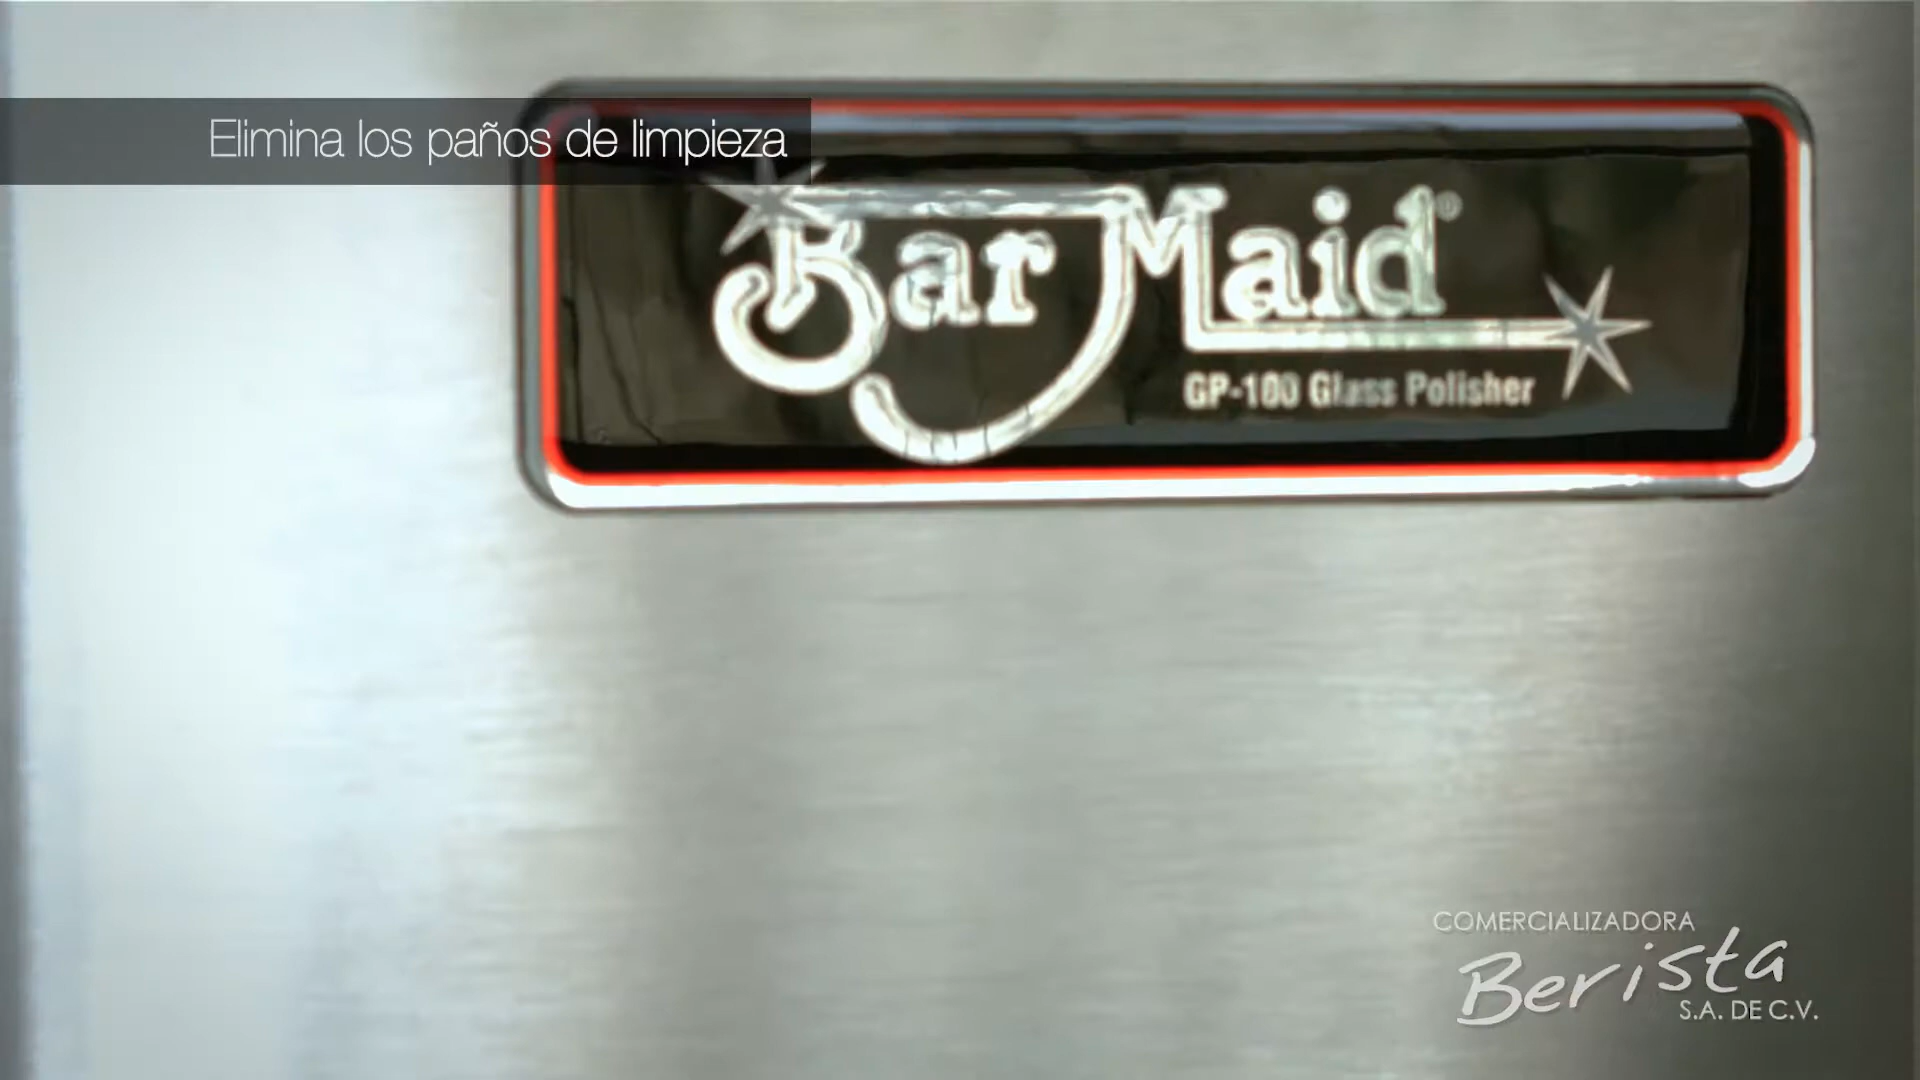 Elimina los paños de limpieza
Bar Maid®
GP-100 Glass Polisher
COMERCIALIZADORA
Berista
S.A. DE C.V.